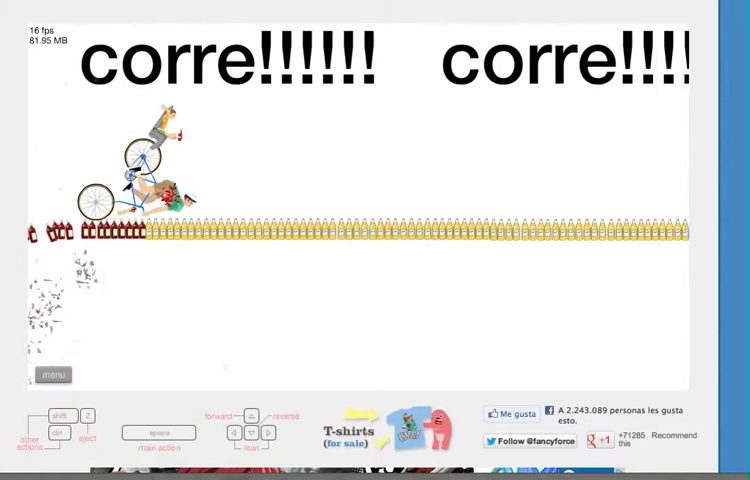 16 fps
81.95 MB
corre!!!!!! corre!!!!
menu
shift Z
ctrl
other actions
eject
space
main action
forward
reverse
lean
T-shirts
(for sale)
Me gusta
A 2.243.089 personas les gusta
esto.
Follow @fancyforce
+1
+71285 Recommend
this